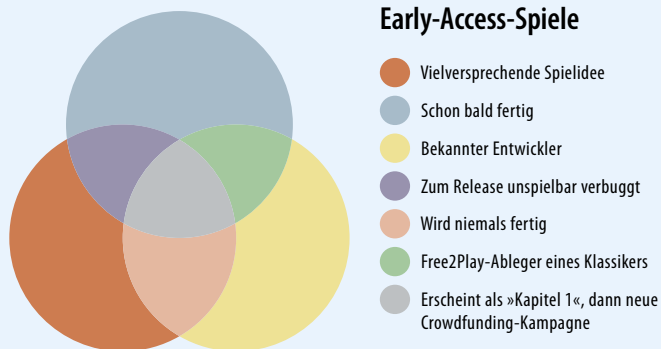 Early-Access-Spiele
Vielversprechende Spielidee
Schon bald fertig
Bekannter Entwickler
Zum Release unspielbar verbuggt
Wird niemals fertig
Free2Play-Ableger eines Klassikers
Erscheint als »Kapitel 1«, dann neue
Crowdfunding-Kampagne